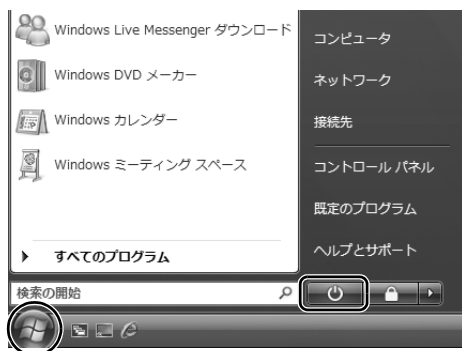 Windows Live Messenger ダウンロード
Windows DVD メーカー
Windows カレンダー
Windows ミーティング スペース
すべてのプログラム
検索の開始
コンピュータ
ネットワーク
接続先
コントロール パネル
既定のプログラム
ヘルプとサポート